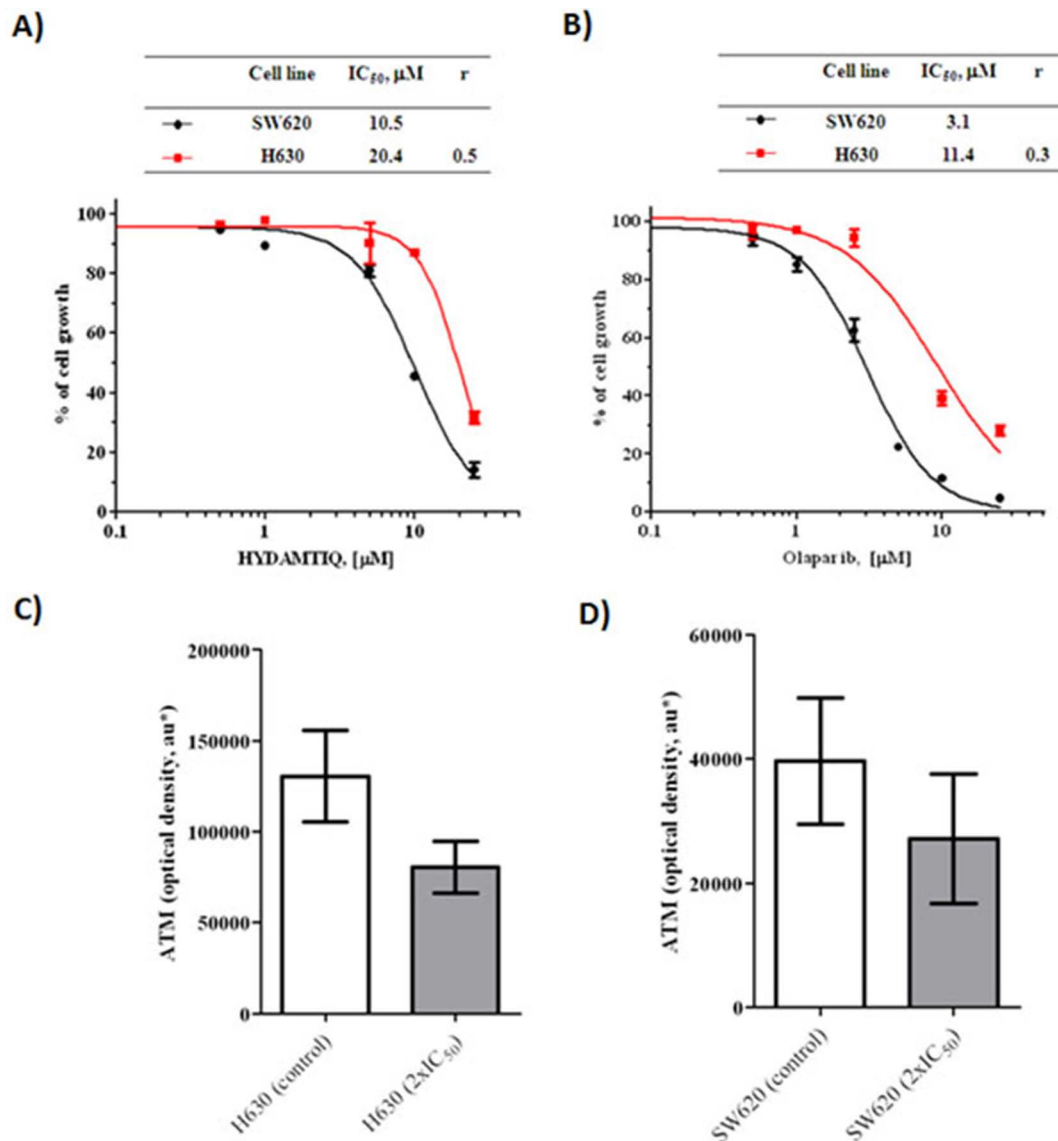 A)
Cell line IC50, μM r
SW620 10.5
H630 20.4 0.5
100
80
60
40
20
0
% of cell growth
0.1 1 10
HYDAMTIQ, [μM]
B)
Cell line IC50, μM r
SW620 3.1
H630 11.4 0.3
100
80
60
40
20
0
% of cell growth
0.1 1 10
Olaparib, [μM]
C)
200000
150000
100000
50000
0
ATM (optical density, au*)
H630 (control)
H630 (2xIC50)
D)
60000
40000
20000
0
ATM (optical density, au*)
SW620 (control)
SW620 (2xIC50)